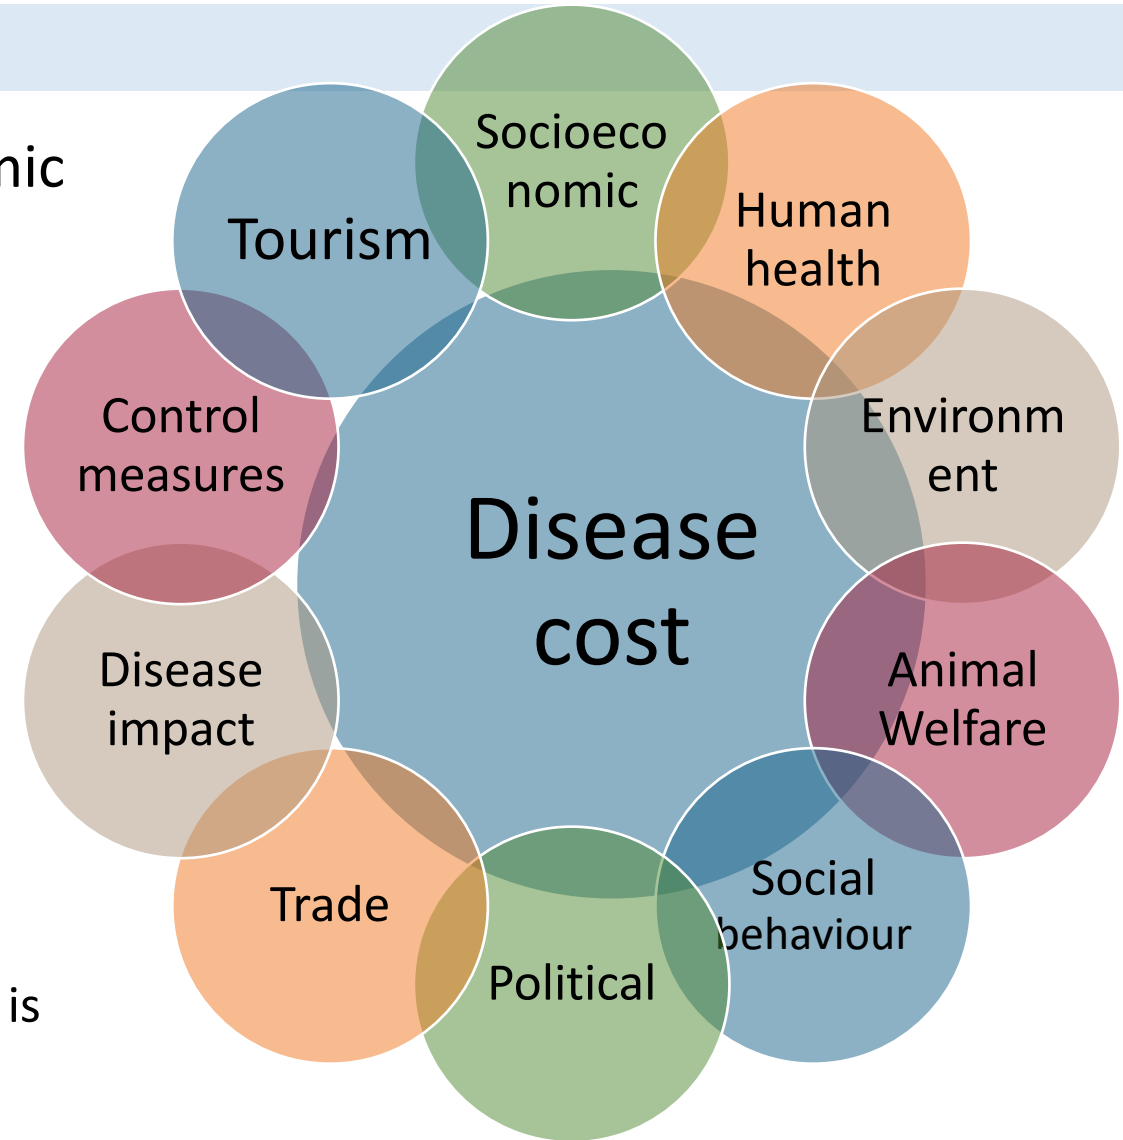 nic
Socioeco
nomic
Human
health
Environm
ent
Animal
Welfare
Social
behaviour
Political
Trade
Disease
impact
Control
measures
Tourism
Disease
cost
is